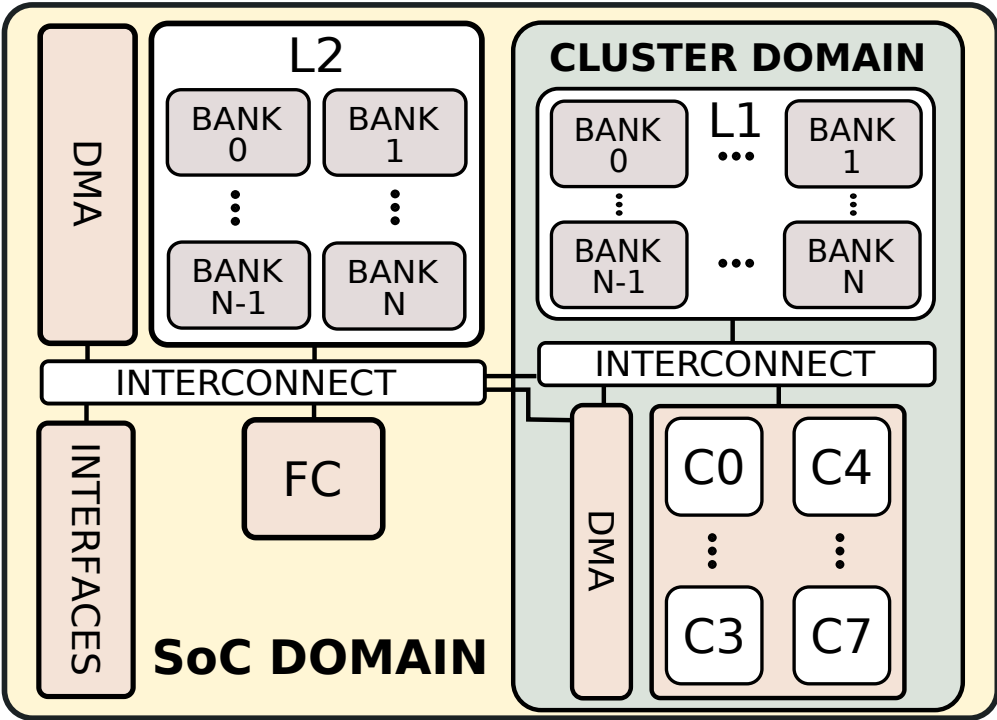 DMA
L2
BANK
0
BANK
1
BANK
N-1
BANK
N
INTERCONNECT
INTERFACES
FC
SoC DOMAIN
CLUSTER DOMAIN
L1
BANK
0
BANK
1
BANK
N-1
BANK
N
INTERCONNECT
DMA
C0
C4
C3
C7